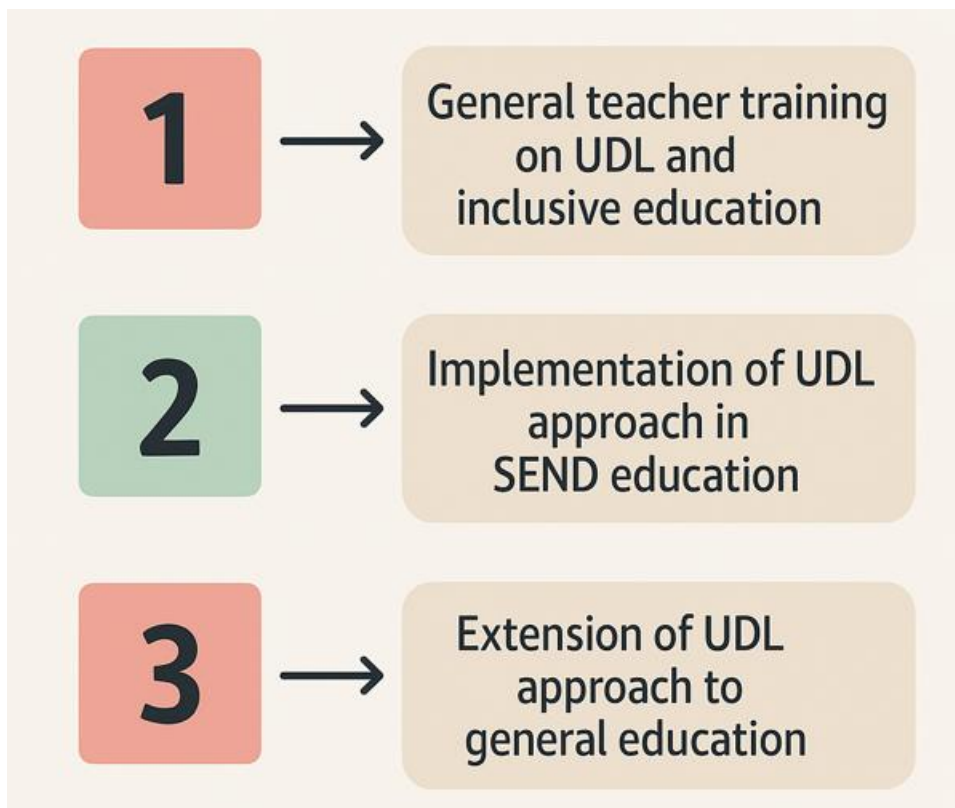 1
General teacher training
on UDL and
inclusive education
2
Implementation of UDL
approach in
SEND education
3
Extension of UDL
approach to
general education